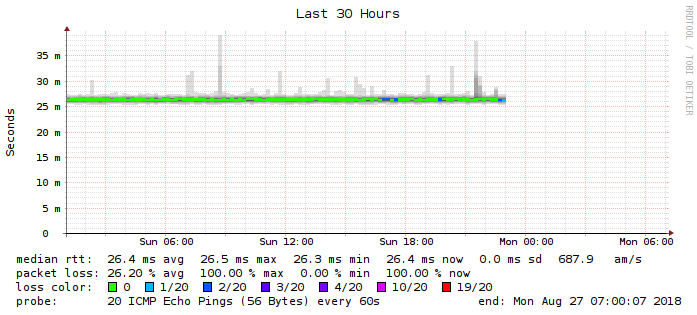 Last 30 Hours
RRDTOOL / TOBI OETIKER
Seconds
35 m
30 m
25 m
20 m
15 m
10 m
5 m
0
Sun 06:00 Sun 12:00 Sun 18:00 Mon 00:00 Mon 06:00
median rtt: 26.4 ms avg 26.5 ms max 26.3 ms min 26.4 ms now 0.0 ms sd 687.9 am/s
packet loss: 26.20 % avg 100.00 % max 0.00 % min 100.00 % now
loss color: 0 1/20 2/20 3/20 4/20 10/20 19/20
probe: 20 ICMP Echo Pings (56 Bytes) every 60s end: Mon Aug 27 07:00:07 2018